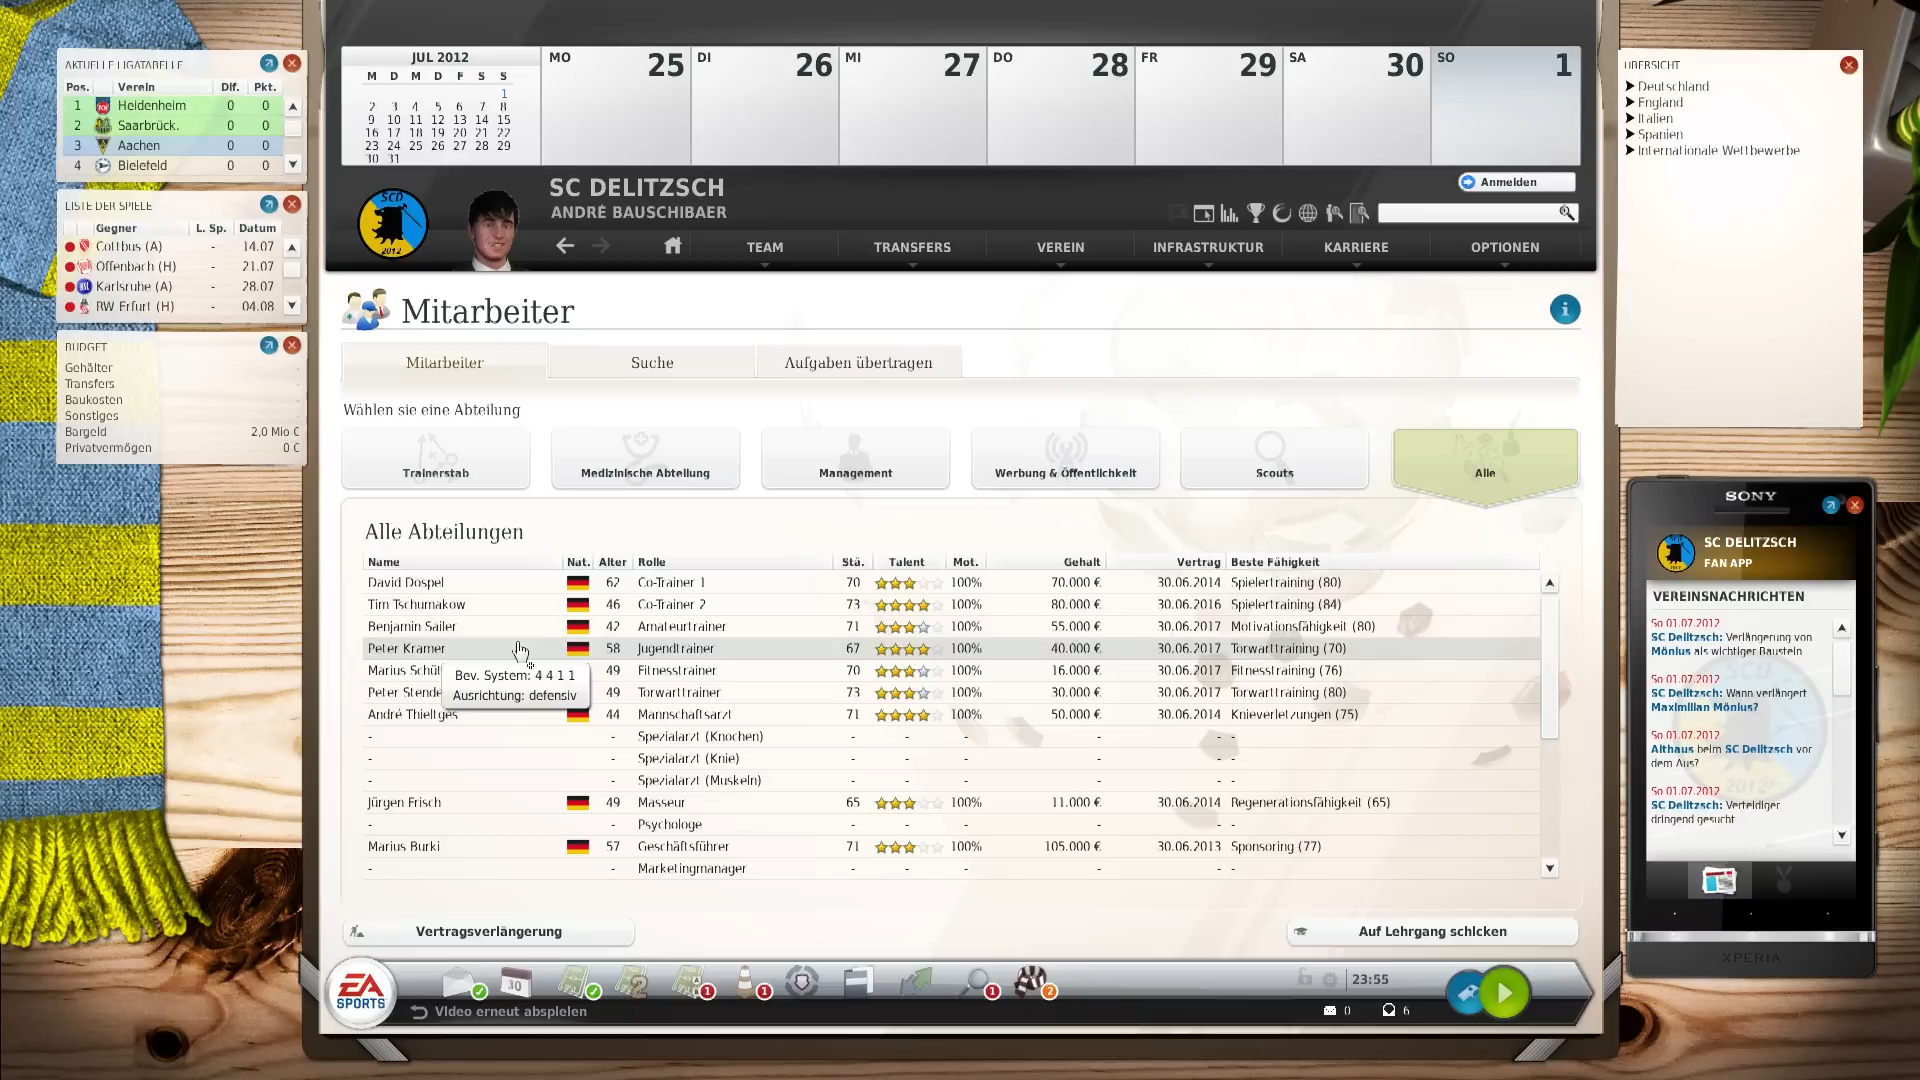 AKTUELLE LIGATABELLE
Pos. Verein Dif. Pkt.
1 Heidenheim 0 0
2 Saarbrück. 0 0
3 Aachen 0 0
4 Bielefeld 0 0
LISTE DER SPIELE
Gegner L. Sp. Datum
Cottbus (A) - 14.07
Offenbach (H) - 21.07
Karlsruhe (A) - 28.07
RW Erfurt (H) - 04.08
BUDGET
Gehälter -
Transfers -
Baukosten -
Sonstiges -
Bargeld 2,0 Mio €
Privatvermögen 0 €
JUL 2012
M D M D F S S
1
2 3 4 5 6 7 8
9 10 11 12 13 14 15
16 17 18 19 20 21 22
23 24 25 26 27 28 29
30 31
MO 25 DI 26 MI 27 DO 28 FR 29 SA 30 SO 1
SCD
2012
SC DELITZSCH
ANDRÉ BAUSCHIBAER
Anmelden
TEAM TRANSFERS VEREIN INFRASTRUKTUR KARRIERE OPTIONEN
Mitarbeiter
Mitarbeiter Suche Aufgaben übertragen
Wählen sie eine Abteilung
Trainerstab Medizinische Abteilung Management Werbung & Öffentlichkeit Scouts Alle
Alle Abteilungen
Name Nat. Alter Rolle Stä. Talent Mot. Gehalt Vertrag Beste Fähigkeit
David Dospel 62 Co-Trainer 1 70 100% 70.000 € 30.06.2014 Spielertraining (80)
Tim Tschumakow 46 Co-Trainer 2 73 100% 80.000 € 30.06.2016 Spielertraining (84)
Benjamin Sailer 42 Amateurtrainer 71 100% 55.000 € 30.06.2017 Motivationsfähigkeit (80)
Peter Kramer 58 Jugendtrainer 67 100% 40.000 € 30.06.2017 Torwarttraining (70)
Marius Schüt 49 Fitnesstrainer 70 100% 16.000 € 30.06.2017 Fitnesstraining (76)
Peter Stende 49 Torwarttrainer 73 100% 30.000 € 30.06.2017 Torwarttraining (80)
André Thieltges 44 Mannschaftsarzt 71 100% 50.000 € 30.06.2014 Knieverletzungen (75)
Bev. System: 4 4 1 1
Ausrichtung: defensiv
- - Spezialarzt (Knochen) - - - - - -
- - Spezialarzt (Knie) - - - - - -
- - Spezialarzt (Muskeln) - - - - - -
Jürgen Frisch 49 Masseur 65 100% 11.000 € 30.06.2014 Regenerationsfähigkeit (65)
- - Psychologe - - - - - -
Marius Burki 57 Geschäftsführer 71 100% 105.000 € 30.06.2013 Sponsoring (77)
- - Marketingmanager - - - - - -
Vertragsverlängerung
Auf Lehrgang schicken
EA SPORTS
30
2
1
1
1
2
23:55
Video erneut abspielen
0 6
ÜBERSICHT
Deutschland
England
Italien
Spanien
Internationale Wettbewerbe
SONY
SC DELITZSCH
FAN APP
VEREINSNACHRICHTEN
So 01.07.2012
SC Delitzsch: Verlängerung von
Mönius als wichtiger Baustein
So 01.07.2012
SC Delitzsch: Wann verlängert
Maximilian Mönius?
So 01.07.2012
Althaus beim SC Delitzsch vor
dem Aus?
So 01.07.2012
SC Delitzsch: Verteidiger
dringend gesucht
XPERIA